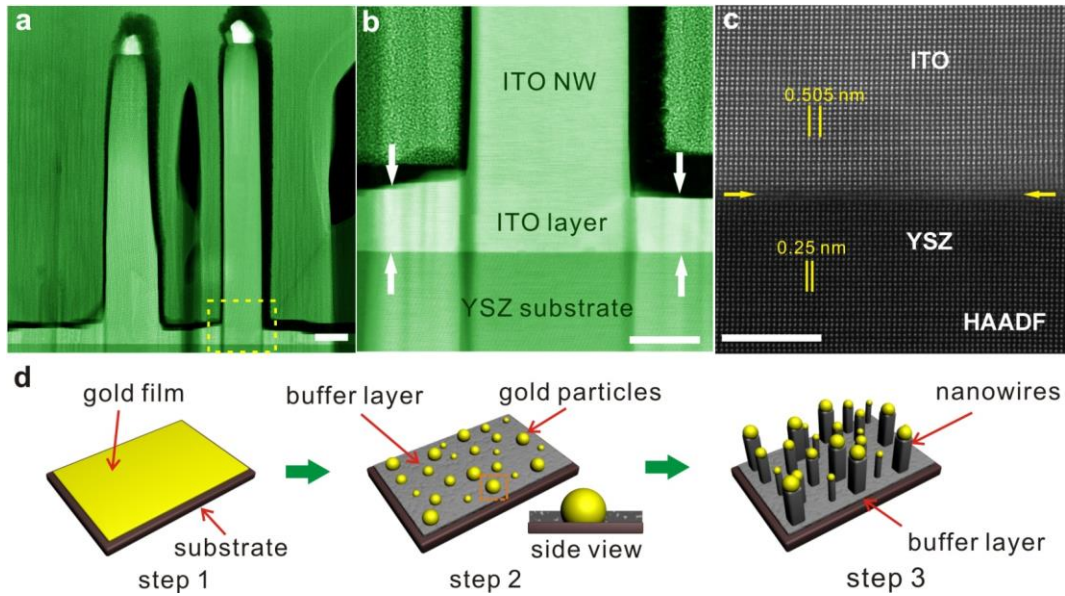 a
b
ITO NW
ITO layer
YSZ substrate
c
ITO
0.505 nm
YSZ
0.25 nm
HAADF
d
gold film
substrate
step 1
buffer layer
gold particles
side view
step 2
nanowires
buffer layer
step 3